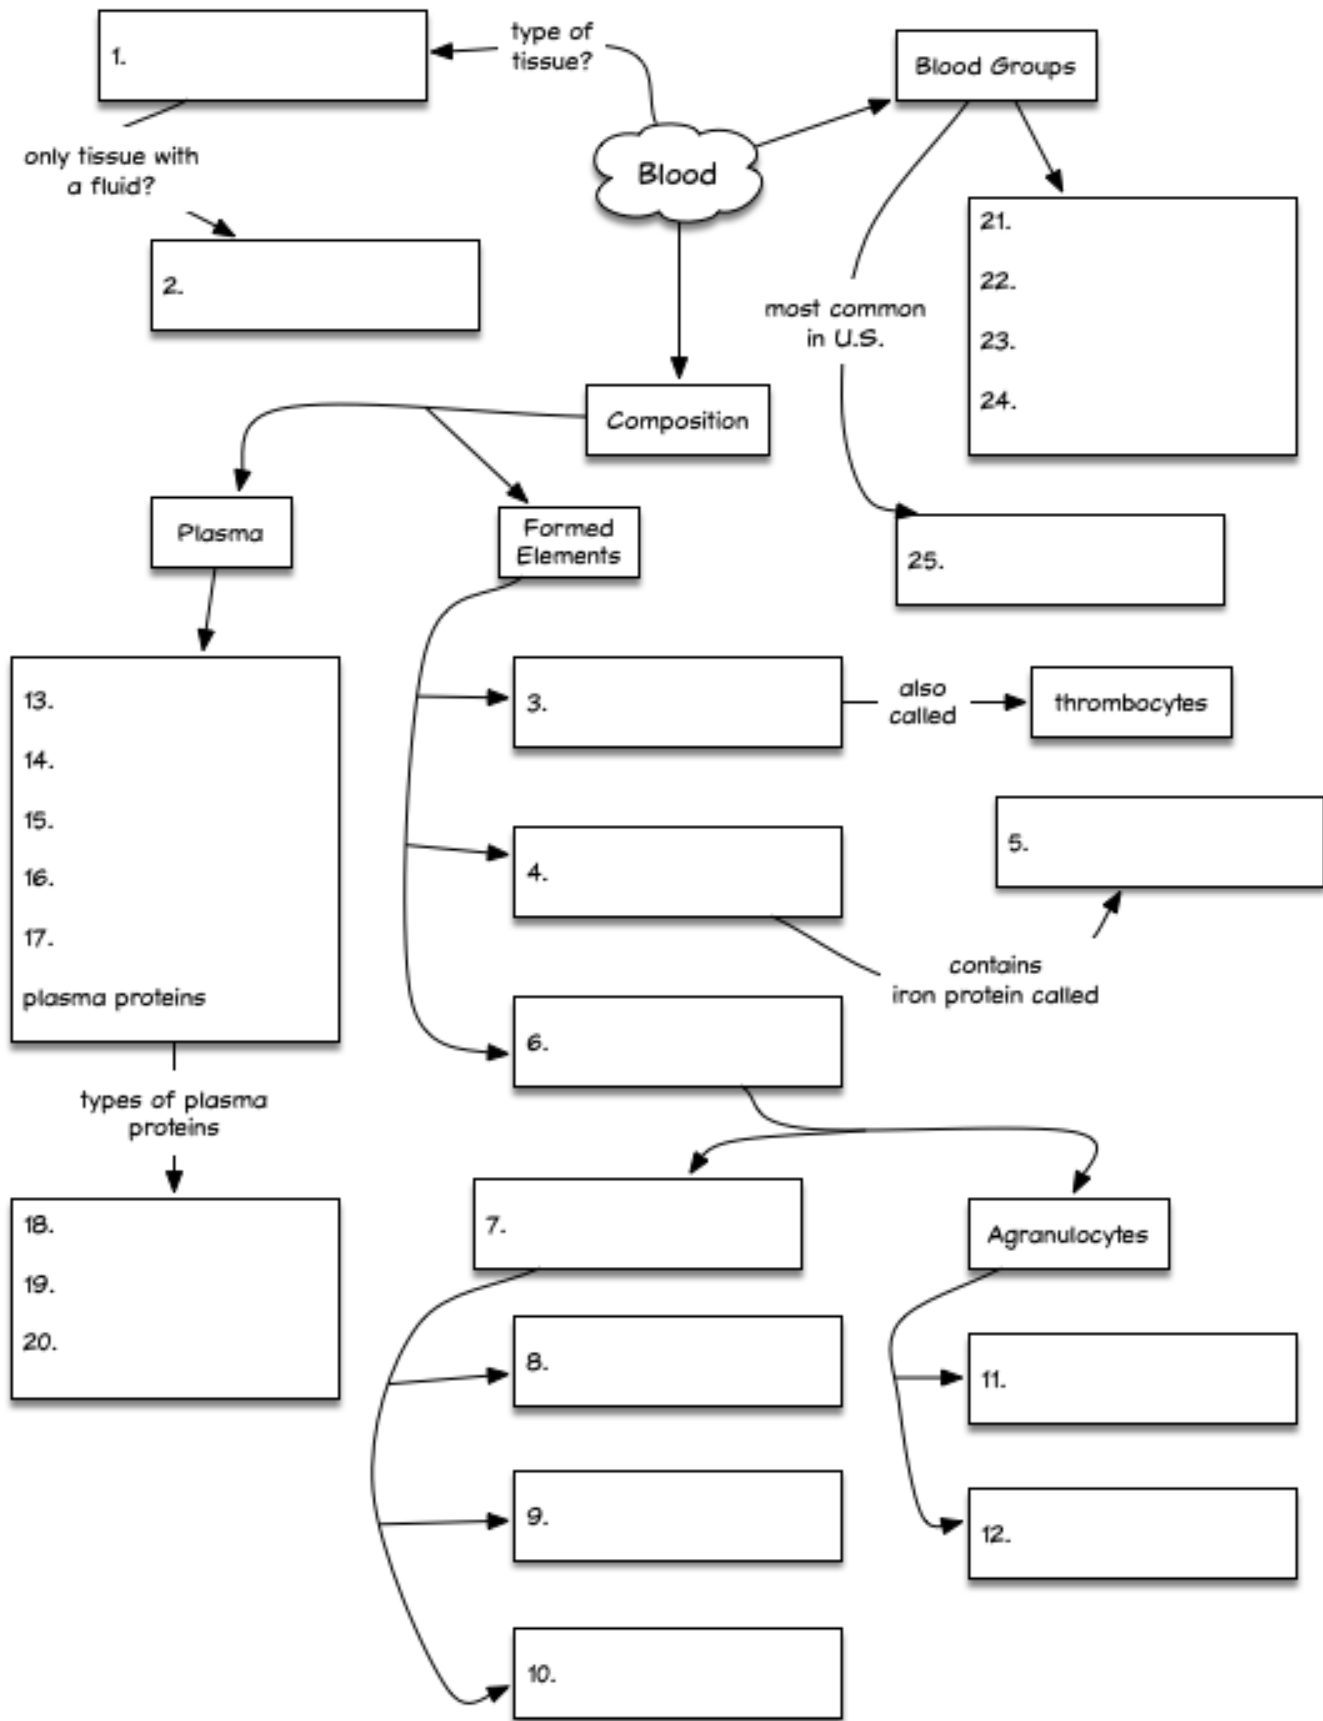 1.
type of
tissue?
Blood Groups
only tissue with
a fluid?
Blood
2.
21.
22.
23.
24.
most common
in U.S.
Composition
25.
Plasma
Formed
Elements
13.
14.
15.
16.
17.
plasma proteins
3.
also
called
thrombocytes
4.
5.
contains
iron protein called
6.
types of plasma
proteins
18.
19.
20.
7.
Agranulocytes
8.
9.
10.
11.
12.